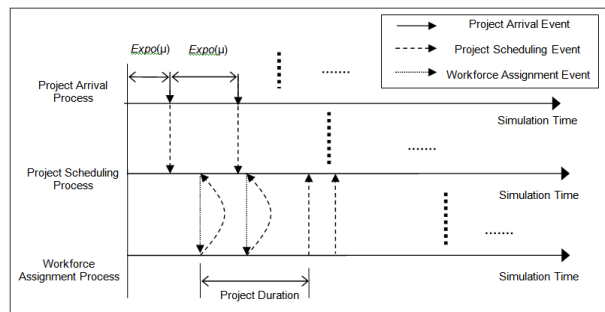 Project Arrival Event
Project Scheduling Event
Workforce Assignment Event
Expo(μ)
Expo(μ)
........
Project Arrival
Process
Simulation Time
........
Project Scheduling
Process
Simulation Time
........
Workforce
Assignment Process
Simulation Time
Project Duration